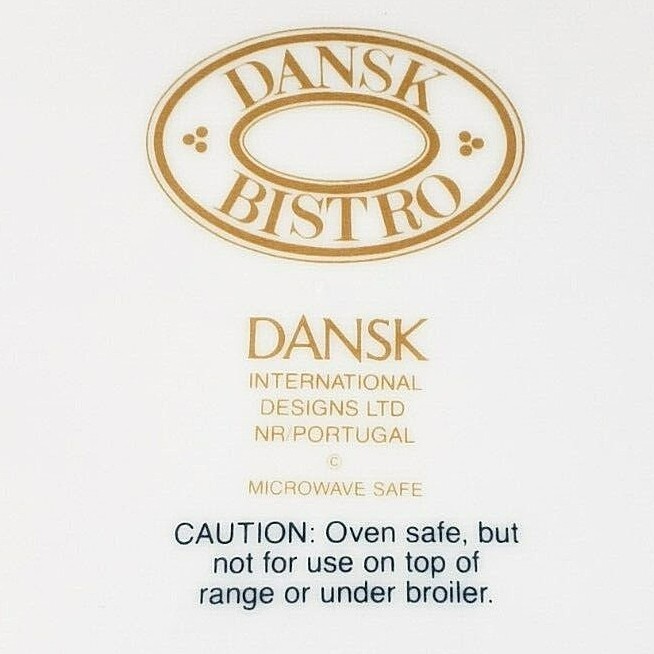 DANSK
BISTRO
DANSK
INTERNATIONAL
DESIGNS LTD
NR/PORTUGAL
©
MICROWAVE SAFE
CAUTION: Oven safe, but
not for use on top of
range or under broiler.